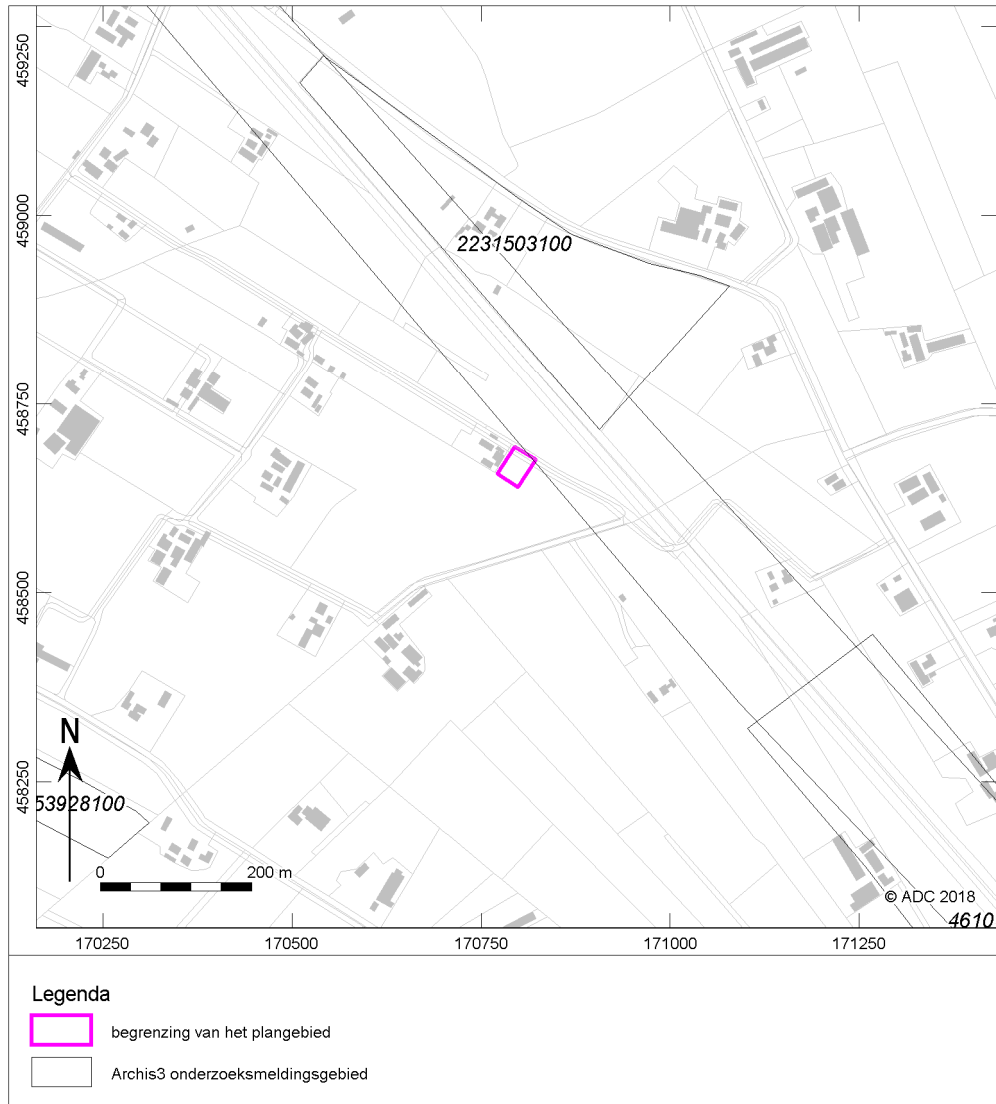 459250
459000
458750
458500
458250
2231503100
N
53928100
0 200 m
© ADC 2018
4610
170250 170500 170750 171000 171250
Legenda
begrenzing van het plangebied
Archis3 onderzoeksmeldingsgebied